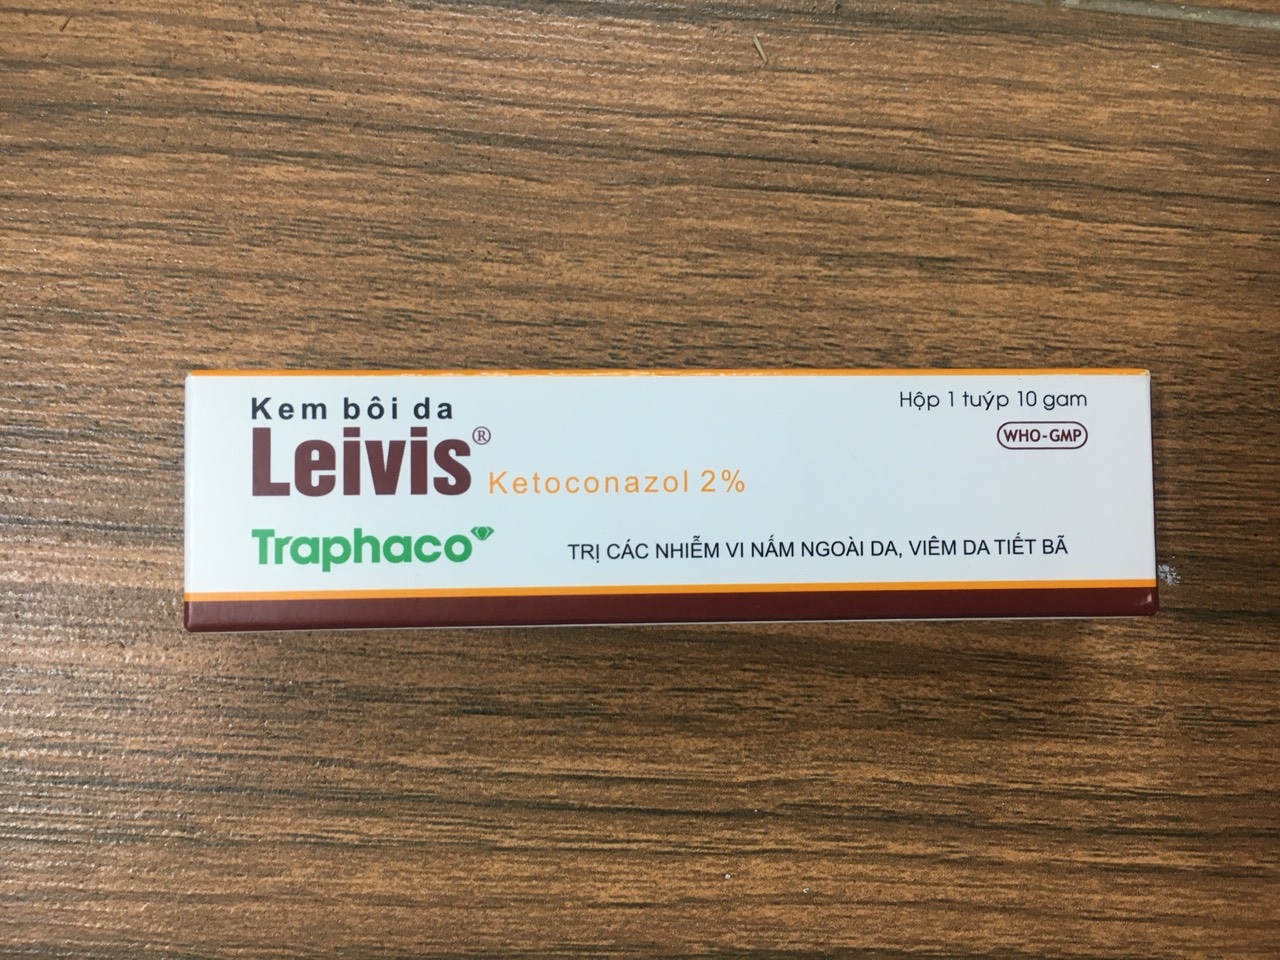 Kem bôi da
Hộp 1 tuýp 10 gam
Leivis®
WHO-GMP
Ketoconazol 2%
Traphaco
TRỊ CÁC NHIỄM VI NẤM NGOÀI DA, VIÊM DA TIẾT BÃ